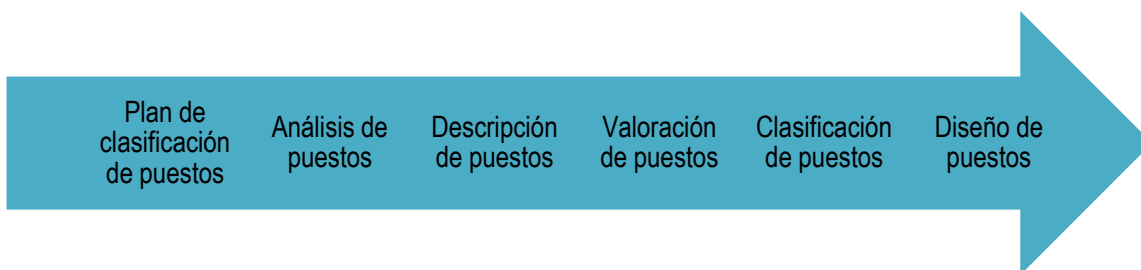 Plan de
clasificación
de puestos
Análisis de
puestos
Descripción
de puestos
Valoración
de puestos
Clasificación
de puestos
Diseño de
puestos